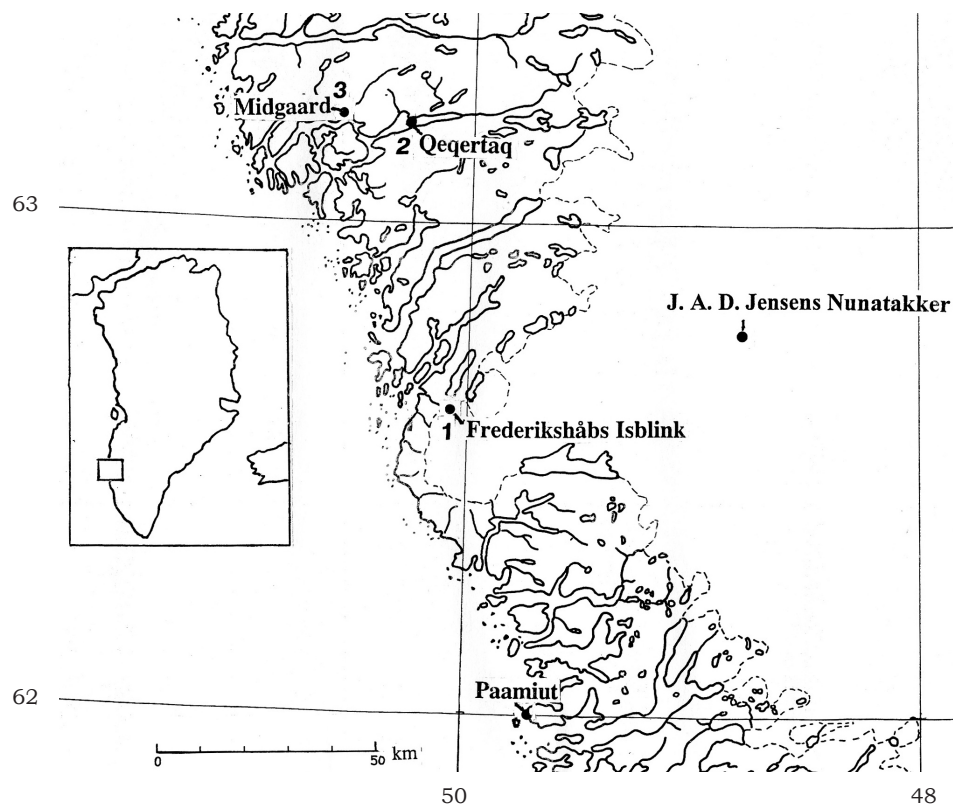 3
Midgaard
2 Qeqertaq
63
J. A. D. Jensens Nunatakker
1 Frederikshåbs Isblink
62
Paamiut
0 50 km
50 48